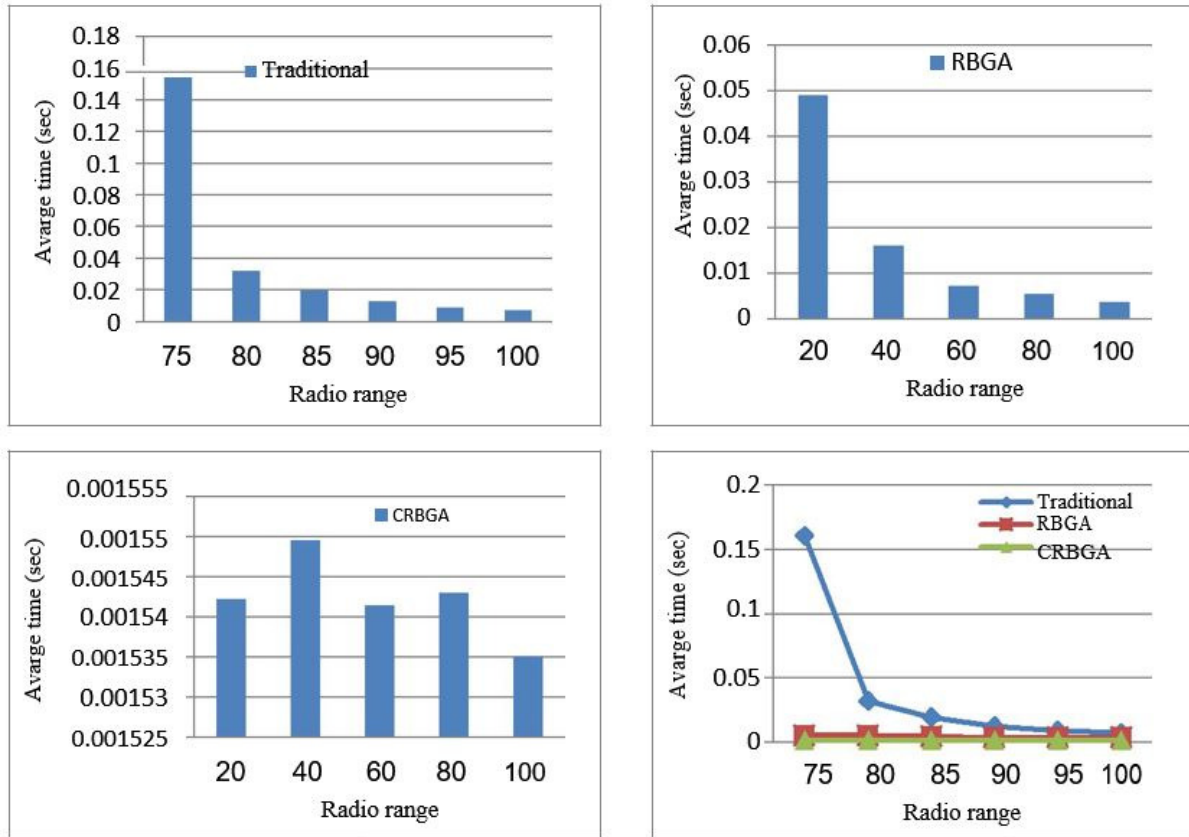 0.18
0.16
0.14
0.12
0.1
0.08
0.06
0.04
0.02
0
Avarge time (sec)
Traditional
75 80 85 90 95 100
Radio range
0.06
0.05
0.04
0.03
0.02
0.01
0
Avarge time (sec)
RBGA
20 40 60 80 100
Radio range
0.001555
0.00155
0.001545
0.00154
0.001535
0.00153
0.001525
Avarge time (sec)
CRBGA
20 40 60 80 100
Radio range
0.2
0.15
0.1
0.05
0
Avarge time (sec)
Traditional
RBGA
CRBGA
75 80 85 90 95 100
Radio range